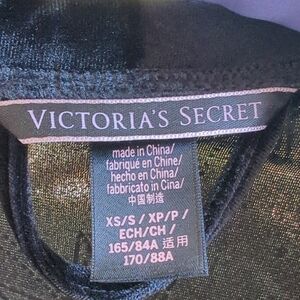 VICTORIA'S SECRET
made in China/
fabriqué en Chine/
hecho en China/
fabbricato in Cina/
中国制造
XS/S / XP/P /
ECH/CH /
165/84A 适用
170/88A